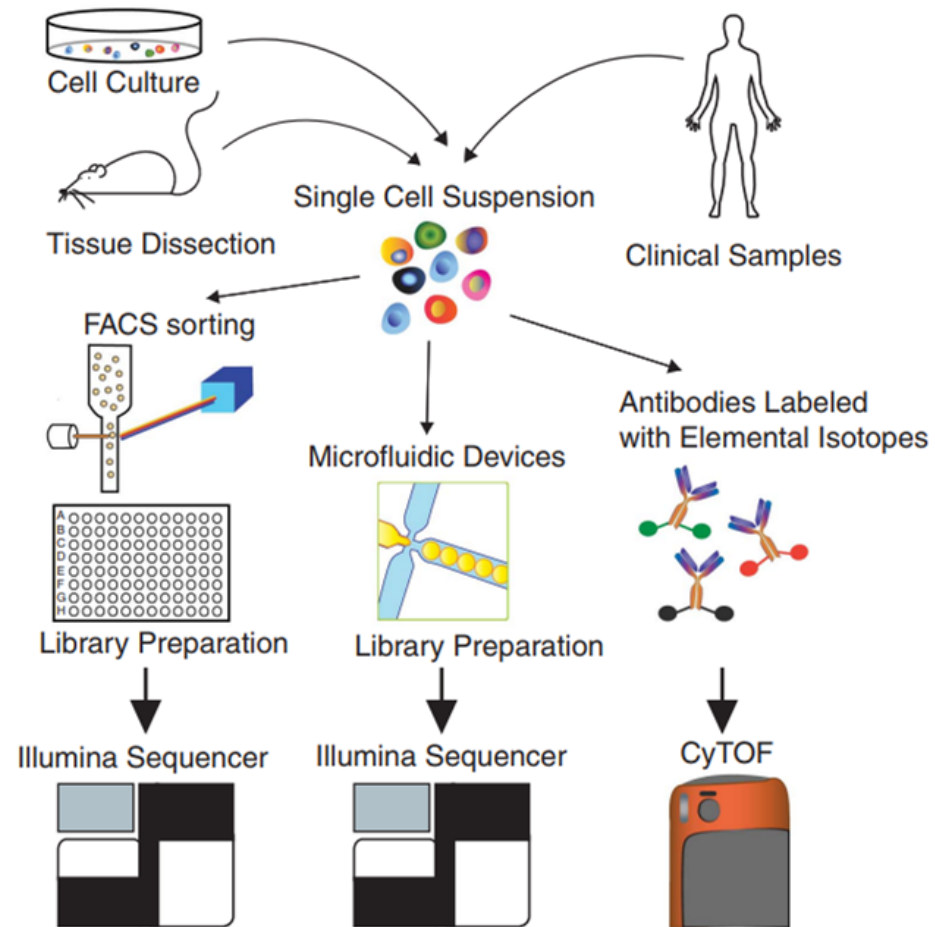 Cell Culture
Tissue Dissection
Single Cell Suspension
Clinical Samples
FACS sorting
A
B
C
D
E
F
G
H
Library Preparation
Illumina Sequencer
Microfluidic Devices
Library Preparation
Illumina Sequencer
Antibodies Labeled
with Elemental Isotopes
CyTOF